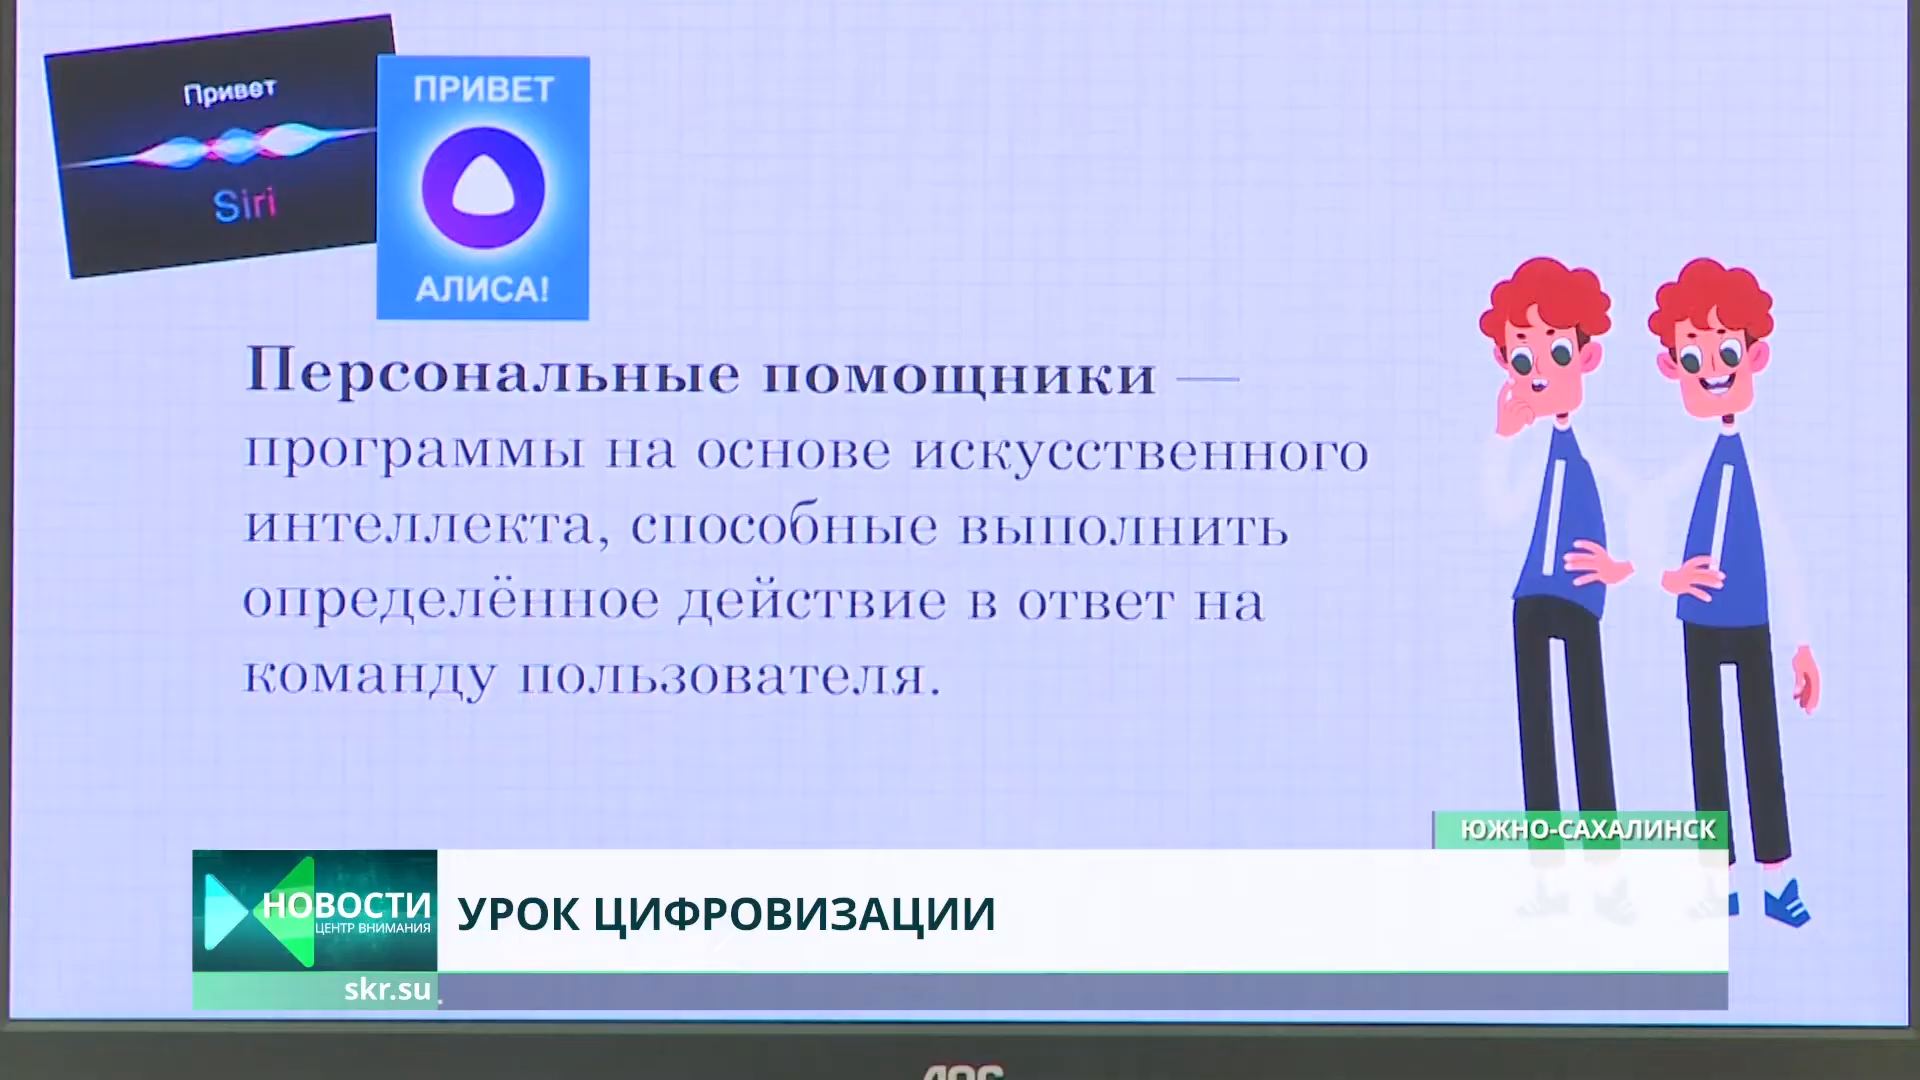 Привет
Siri
ПРИВЕТ
АЛИСА!
Персональные помощники —
программы на основе искусственного
интеллекта, способные выполнить
определённое действие в ответ на
команду пользователя.
ЮЖНО-САХАЛИНСК
НОВОСТИ
ЦЕНТР ВНИМАНИЯ
УРОК ЦИФРОВИЗАЦИИ
skr.su
AOC